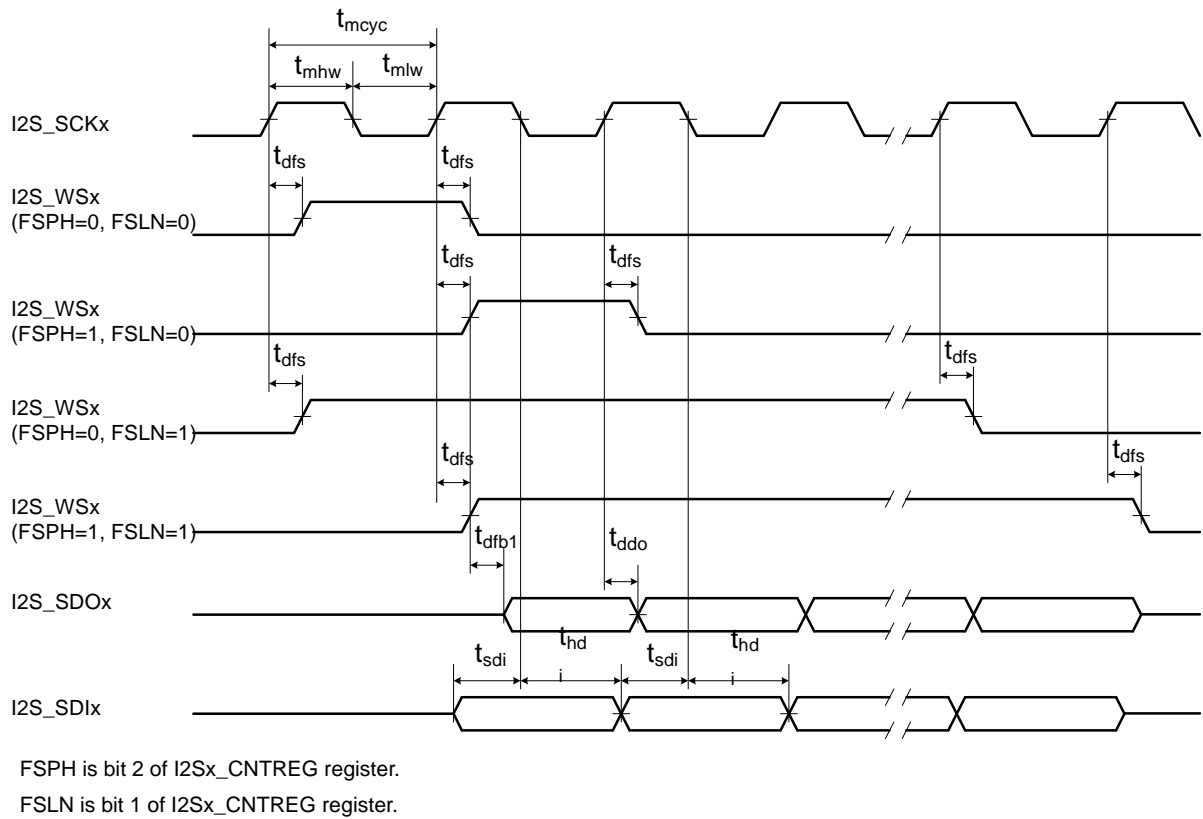 tmcyc
tmhw tmlw
I2S_SCKx
tdfs tdfs
I2S_WSx
(FSPH=0, FSLN=0)
tdfs tdfs
I2S_WSx
(FSPH=1, FSLN=0)
tdfs tdfs
I2S_WSx
(FSPH=0, FSLN=1)
tdfs tdfs
I2S_WSx
(FSPH=1, FSLN=1)
tdfb1 tddo
I2S_SDOx
tsdi thd
i tsdi thd
i
I2S_SDIx
FSPH is bit 2 of I2Sx_CNTREG register.
FSLN is bit 1 of I2Sx_CNTREG register.